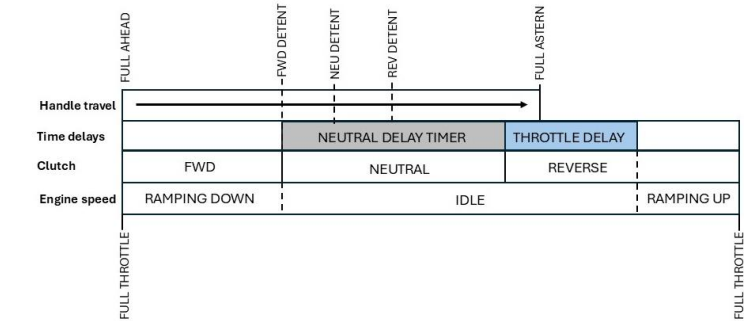 FULL AHEAD
FWD DETENT
NEU DETENT
REV DETENT
FULL ASTERN
Handle travel
Time delays
NEUTRAL DELAY TIMER
THROTTLE DELAY
Clutch
FWD
NEUTRAL
REVERSE
Engine speed
RAMPING DOWN
IDLE
RAMPING UP
FULL THROTTLE
FULL THROTTLE